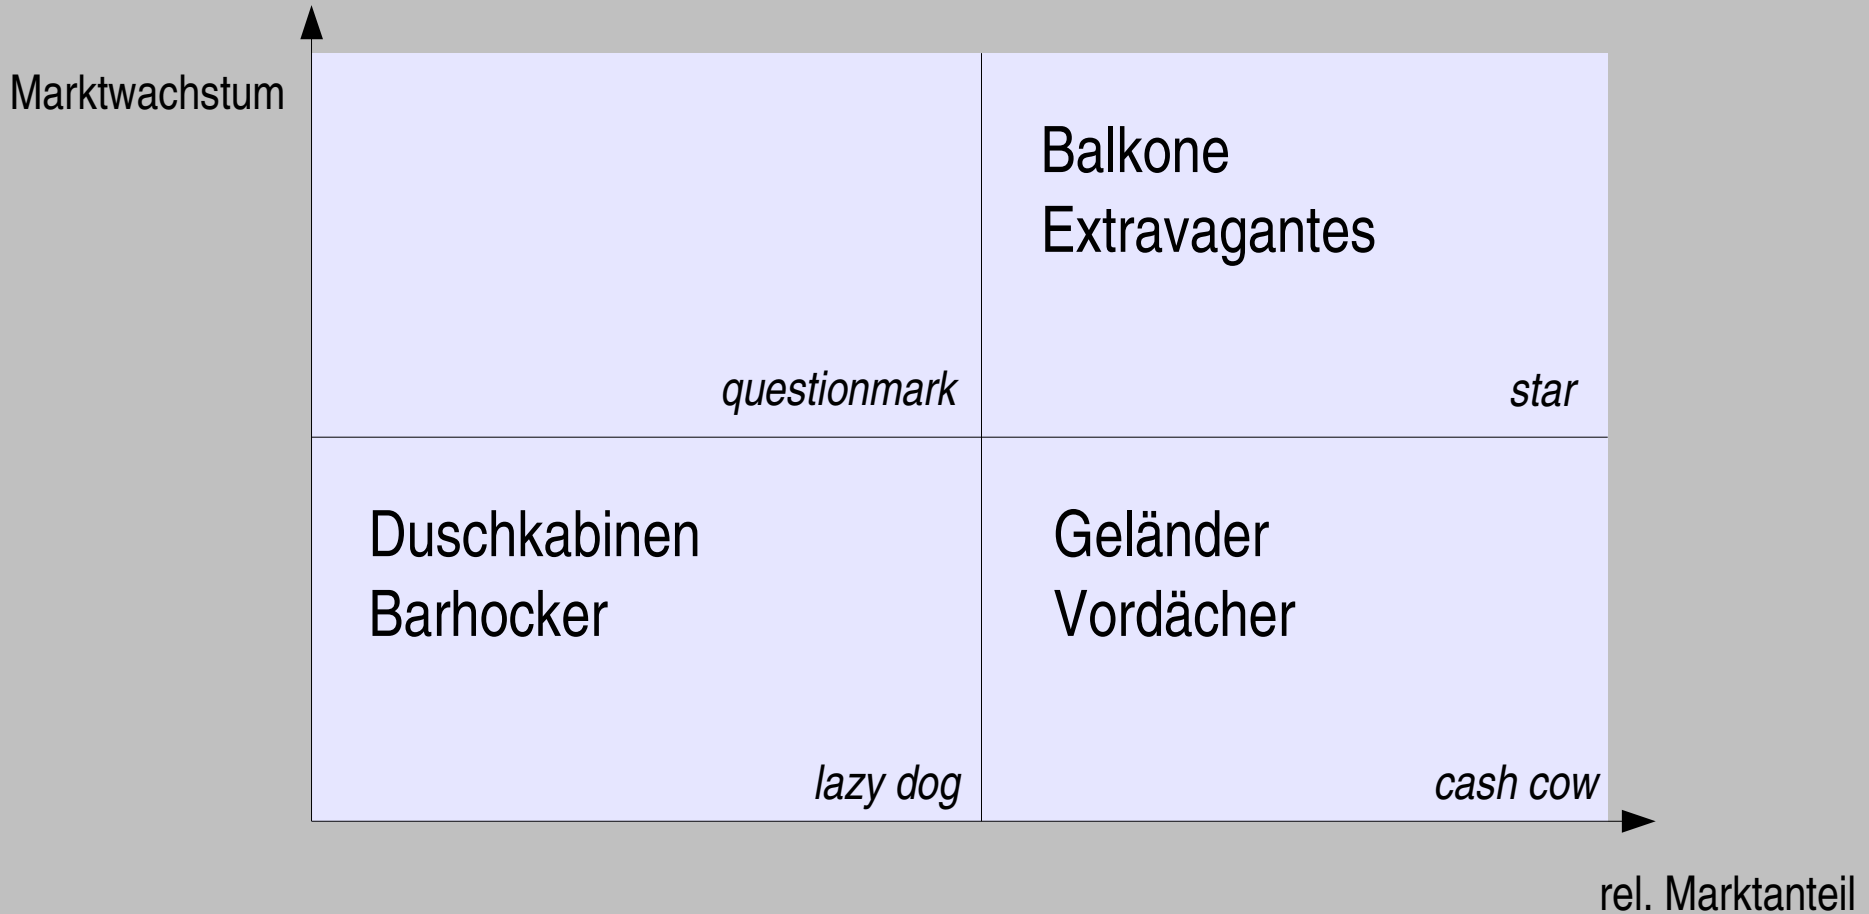 Marktwachstum
Balkone
Extravagantes
questionmark
star
Duschkabinen
Barhocker
Geländer
Vordächer
lazy dog
cash cow
rel. Marktanteil